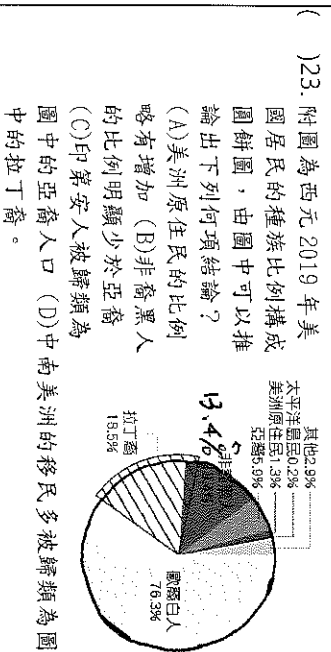 (　)23. 附圖為西元 2019 年美
國居民的種族比例構成
圓餅圖，由圖中可以推
論出下列何項結論？
(A)美洲原住民的比例
略有增加 (B)非裔黑人
的比例明顯少於亞裔
(C)印第安人被歸類為
圖中的亞裔人口 (D)中南美洲的移民多被歸類為圖
中的拉丁裔。
其他2.9%
太平洋島民0.2%
美洲原住民1.3%
亞裔5.9%
13.4%
拉丁裔
18.5%
歐裔白人
76.3%